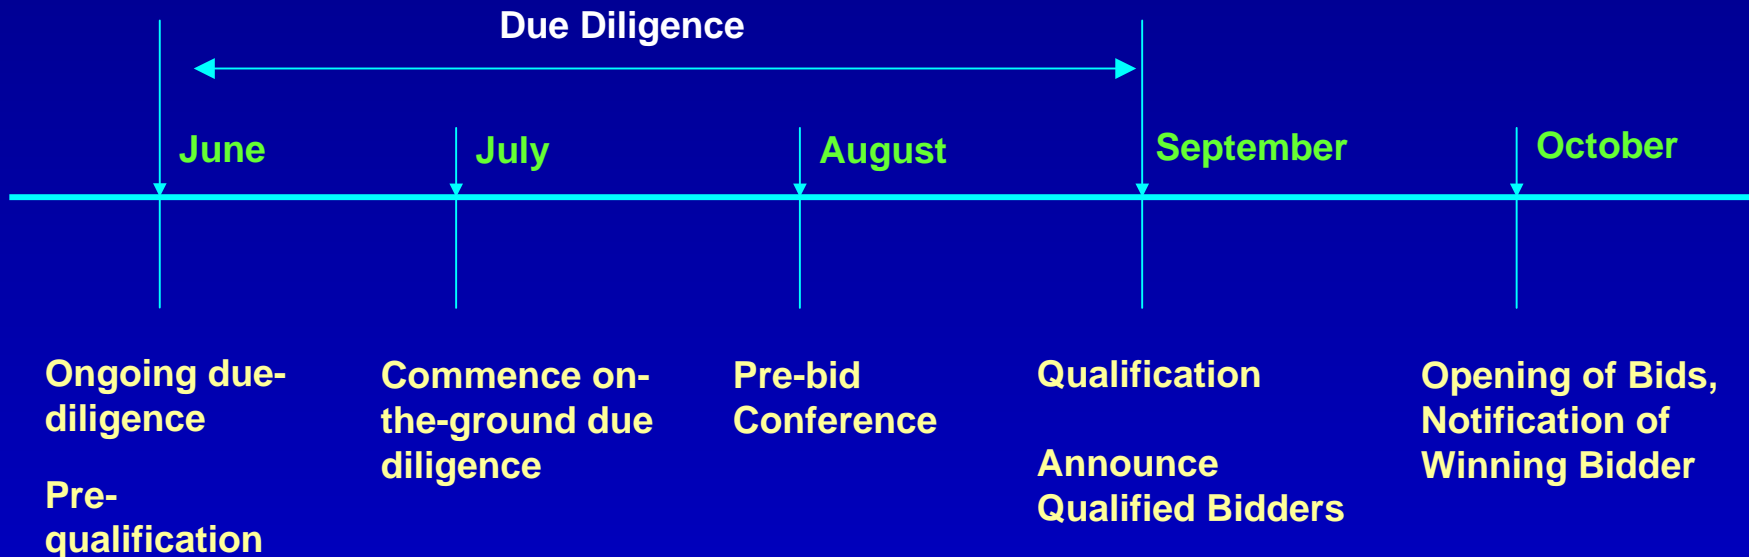 Due Diligence
June
July
August
September
October
Ongoing due-
diligence
Pre-
qualification
Commence on-
the-ground due
diligence
Pre-bid
Conference
Qualification
Announce
Qualified Bidders
Opening of Bids,
Notification of
Winning Bidder